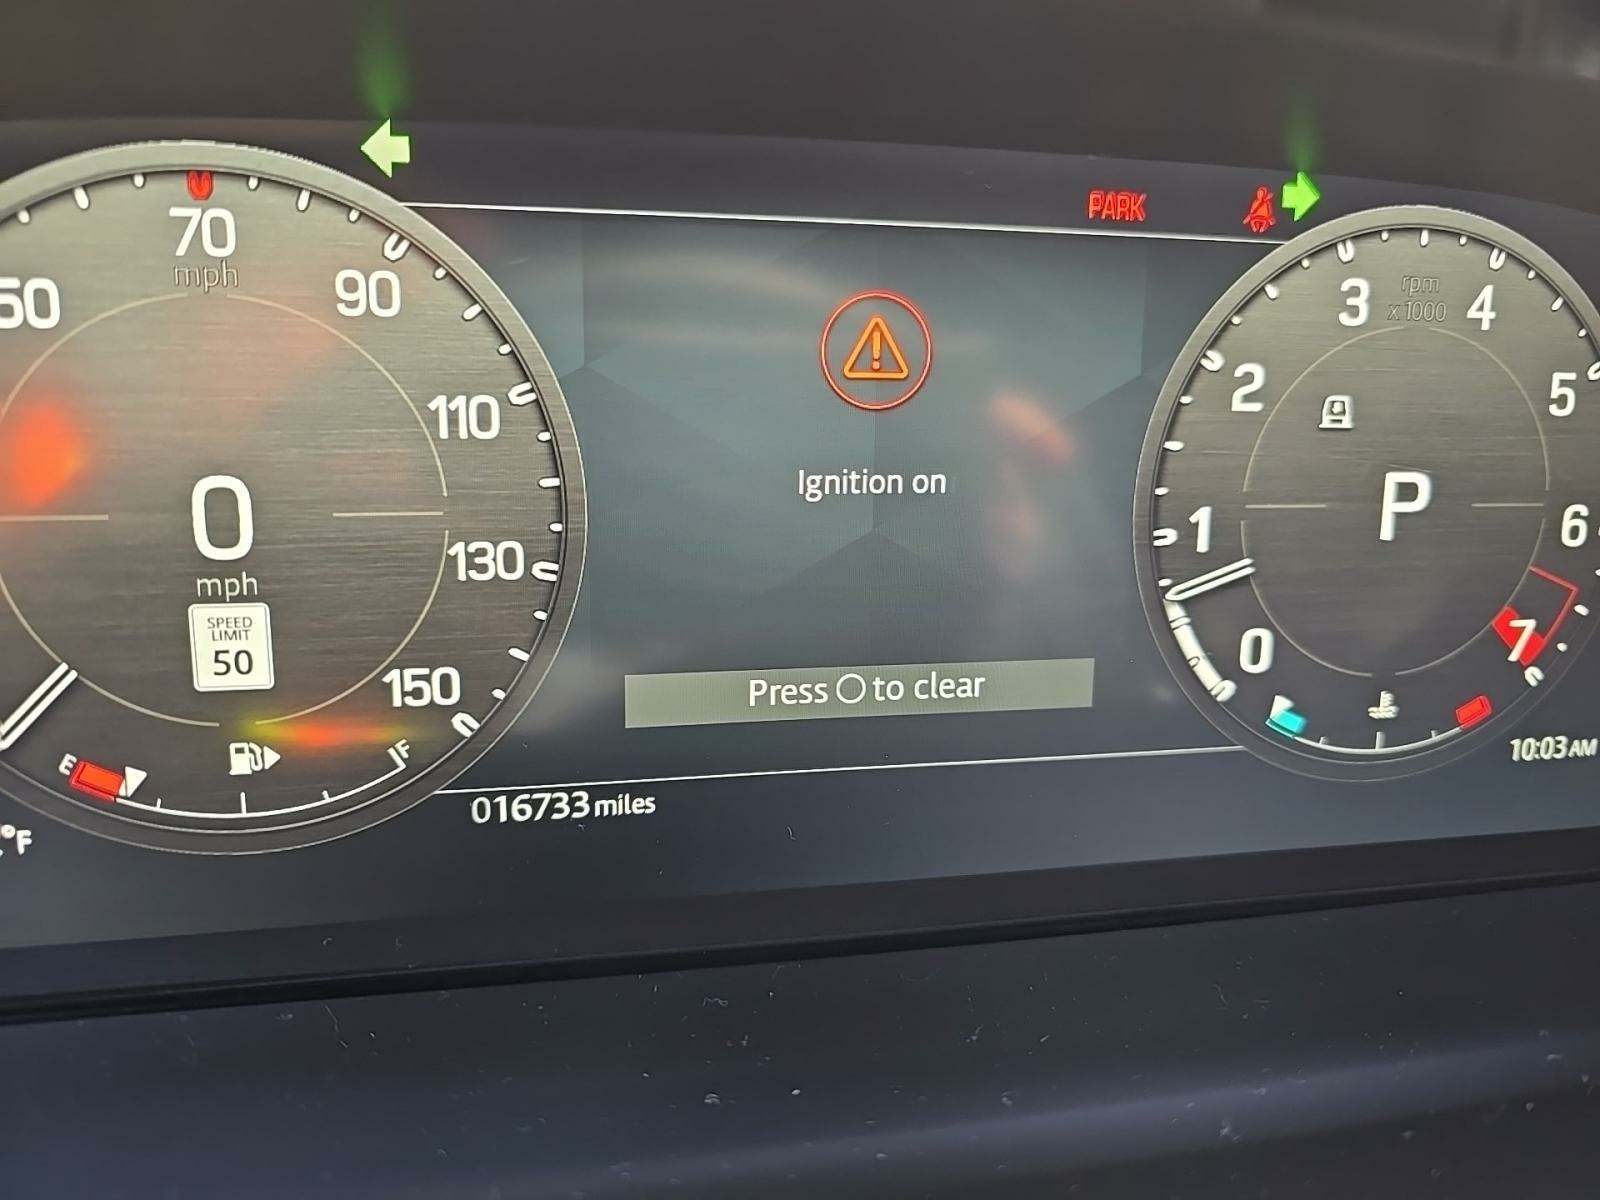 PARK
70
mph
90
110
130
150
0
mph
SPEED
LIMIT
50
E
F
°F
016733 miles
Ignition on
Press O to clear
rpm
x1000
0
1
2
3
4
5
6
7
P
10:03 AM